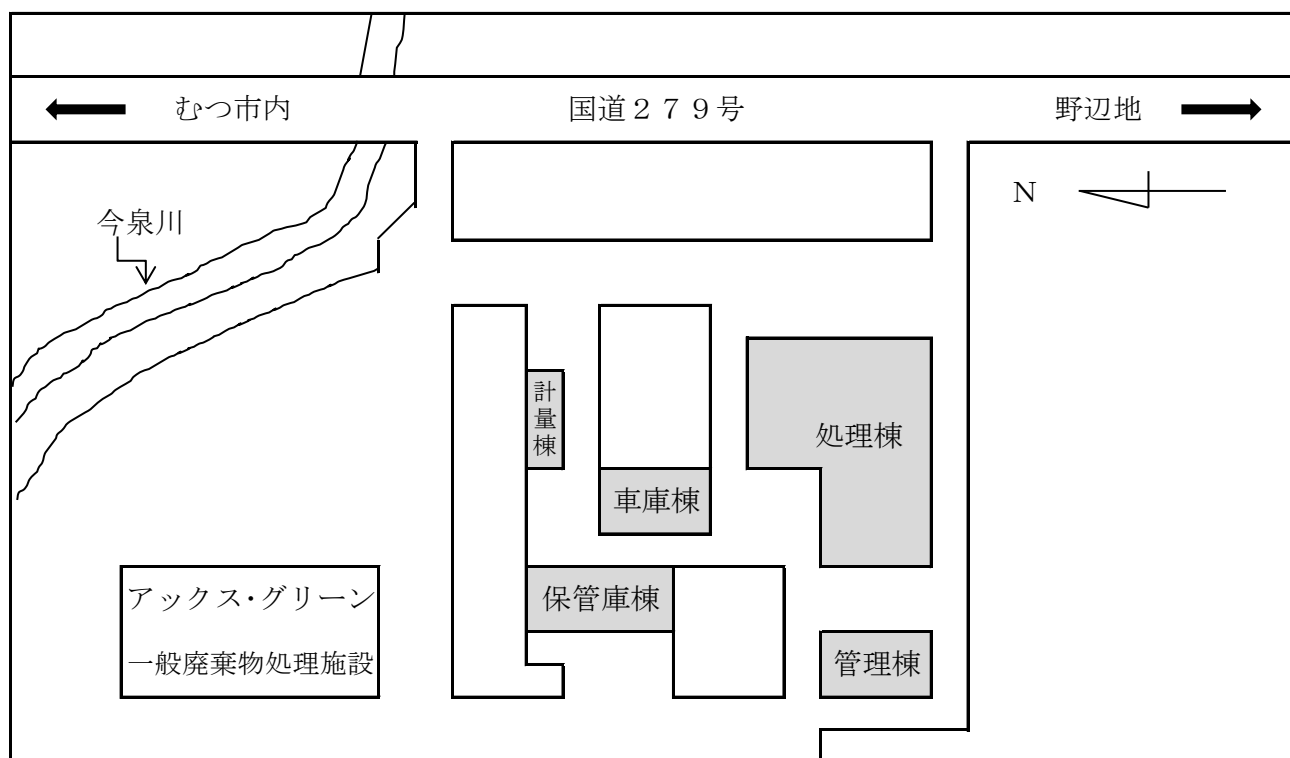 むつ市内
国道２７９号
野辺地
N
今泉川
計量棟
処理棟
車庫棟
保管庫棟
管理棟
アックス・グリーン
一般廃棄物処理施設